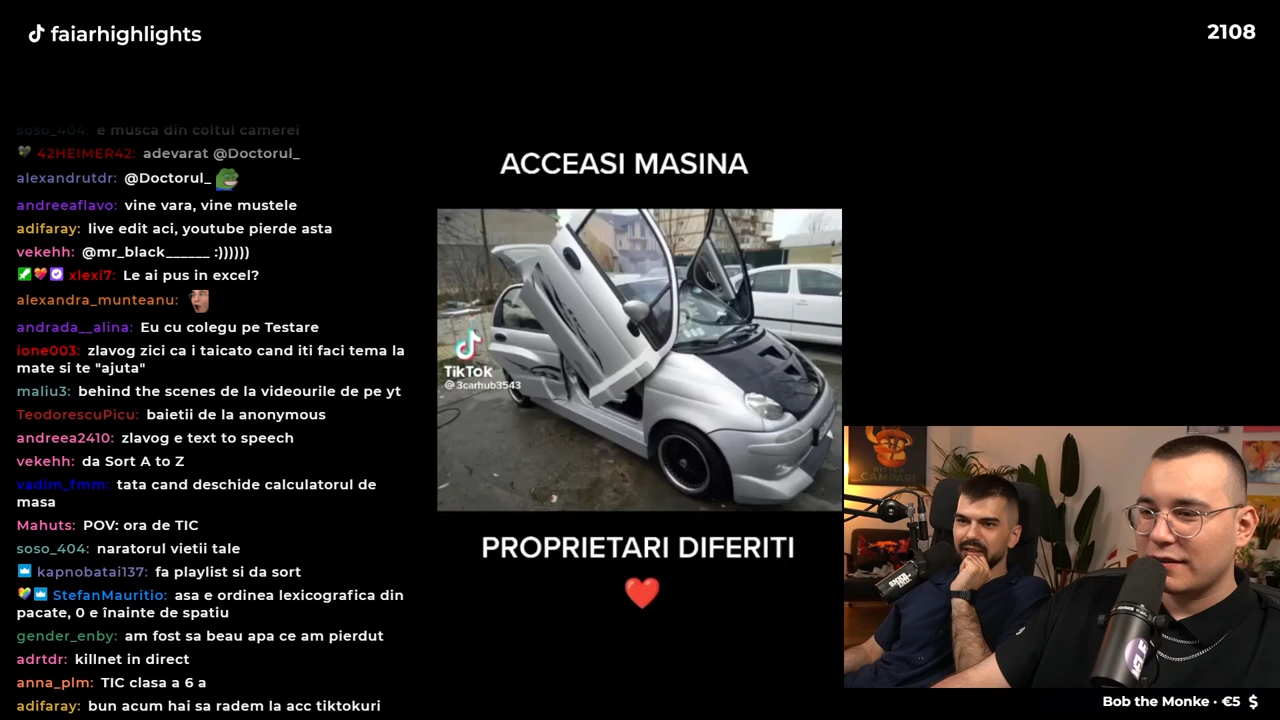 faiarhighlights
2108
soso_404: e musca din coltul camerei
42HEIMER42: adevarat @Doctorul_
alexandrutdr: @Doctorul_
andreeaflavo: vine vara, vine mustele
adifaray: live edit aci, youtube pierde asta
vekehh: @mr_black______ :))))))
xlexi7: Le ai pus in excel?
alexandra_munteanu:
andrada__alina: Eu cu colegu pe Testare
ione003: zlavog zici ca i taicato cand iti faci tema la
mate si te "ajuta"
maliu3: behind the scenes de la videourile de pe yt
TeodorescuPicu: baietii de la anonymous
andreea2410: zlavog e text to speech
vekehh: da Sort A to Z
vadim_fmm: tata cand deschide calculatorul de
masa
Mahuts: POV: ora de TIC
soso_404: naratorul vietii tale
kapnobatai137: fa playlist si da sort
StefanMauritio: asa e ordinea lexicografica din
pacate, 0 e înainte de spatiu
gender_enby: am fost sa beau apa ce am pierdut
adrtdr: killnet in direct
anna_plm: TIC clasa a 6 a
adifaray: bun acum hai sa radem la acc tiktokuri
ACCEASI MASINA
TikTok
@3carhub3543
PROPRIETARI DIFERITI
CAMPARI
Bob the Monke · €5 $